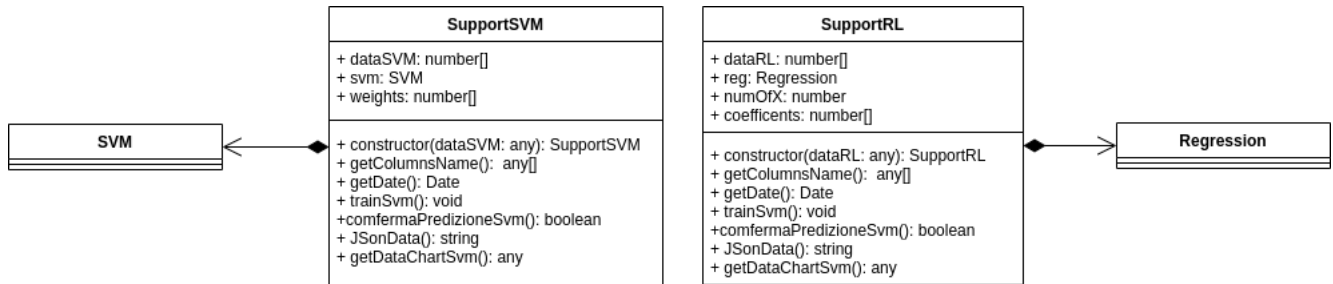 SupportSVM
+ dataSVM: number[]
+ svm: SVM
+ weights: number[]
+ constructor(dataSVM: any): SupportSVM
+ getColumnsName():  any[]
+ getDate(): Date
+ trainSvm(): void
+comfermaPredizioneSvm(): boolean
+ JSonData(): string
+ getDataChartSvm(): any
SVM
SupportRL
+ dataRL: number[]
+ reg: Regression
+ numOfX: number
+ coefficents: number[]
+ constructor(dataRL: any): SupportRL
+ getColumnsName():  any[]
+ getDate(): Date
+ trainSvm(): void
+comfermaPredizioneSvm(): boolean
+ JSonData(): string
+ getDataChartSvm(): any
Regression